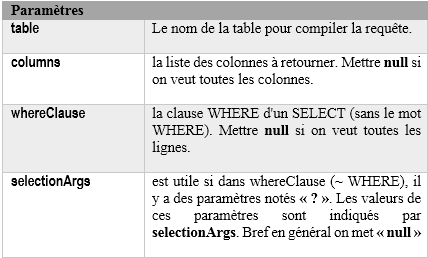 Paramètres
table
Le nom de la table pour compiler la requête.
columns
la liste des colonnes à retourner. Mettre null si
on veut toutes les colonnes.
whereClause
la clause WHERE d'un SELECT (sans le mot
WHERE). Mettre null si on veut toutes les
lignes.
selectionArgs
est utile si dans whereClause (~ WHERE), il
y a des paramètres notés « ? ». Les valeurs de
ces paramètres sont indiqués par
selectionArgs. Bref en général on met « null »